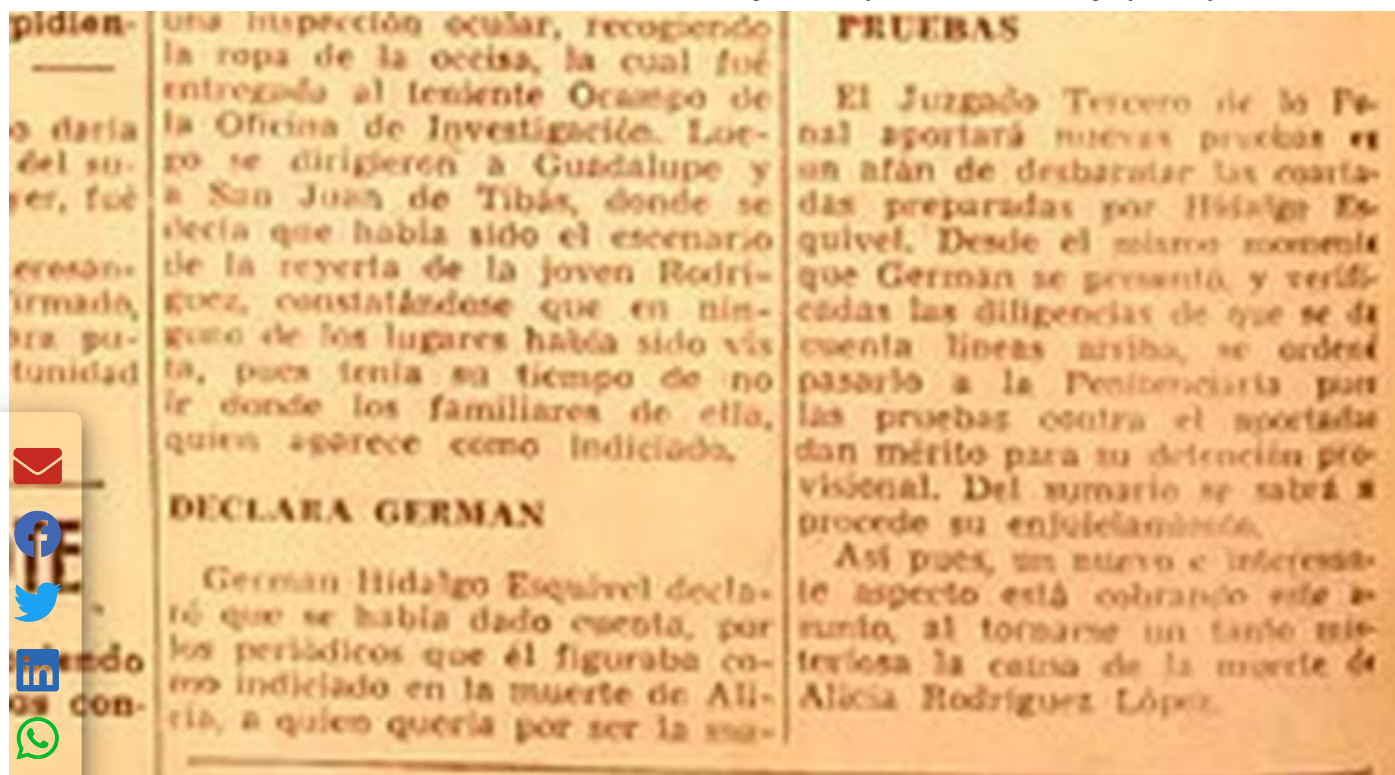 pidien-
o daría
del su-
ver, fué
eresan-
firmado,
ra pu-
tunidad
TE
endo
os con-
una inspección ocular, recogiendo
la ropa de la occisa, la cual fué
entregada al teniente Ocampo de
la Oficina de Investigación. Lue-
go se dirigieron a Guadalupe y
a San Juan de Tibás, donde se
decía que había sido el escenario
de la reyerta de la joven Rodrí-
guez, constatándose que en nin-
guno de los lugares había sido vis
ta, pues tenía su tiempo de no
ir donde los familiares de ella,
quien aparece como indiciado.
DECLARA GERMAN
German Hidalgo Esquivel decla-
ró que se había dado cuenta, por
los periódicos que él figuraba co-
mo indiciado en la muerte de Ali-
cia, a quien quería por ser la ma-
PRUEBAS
El Juzgado Tercero de lo Pe-
nal aportará nuevas pruebas en
un afán de desbaratar las coarta-
das preparadas por Hidalgo Es-
quivel. Desde el mismo momento
que German se presentó, y verifi-
cadas las diligencias de que se da
cuenta líneas arriba, se ordenó
pasarlo a la Penitenciaría pues
las pruebas contra el aportadas
dan mérito para su detención pro-
visional. Del sumario se sabrá si
procede su enjuiciamiento.
Así pues, un nuevo e interesan-
te aspecto está cobrando este a-
sunto, al tornarse un tanto mis-
teriosa la causa de la muerte de
Alicia Rodríguez López.